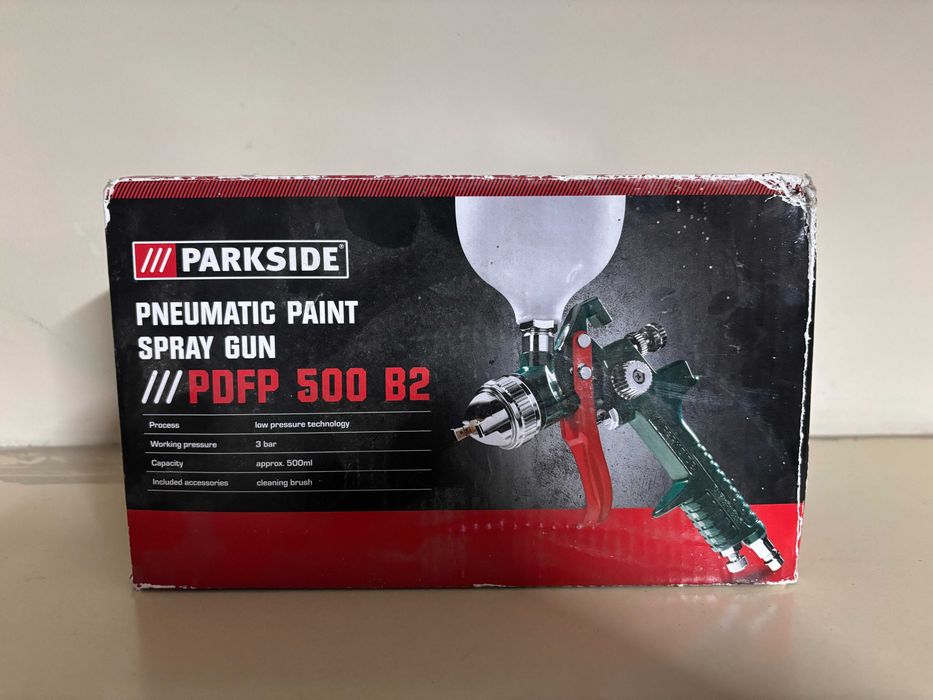 /// PARKSIDE®
PNEUMATIC PAINT
SPRAY GUN
/// PDFP 500 B2
Process low pressure technology
Working pressure 3 bar
Capacity approx. 500ml
Included accessories cleaning brush